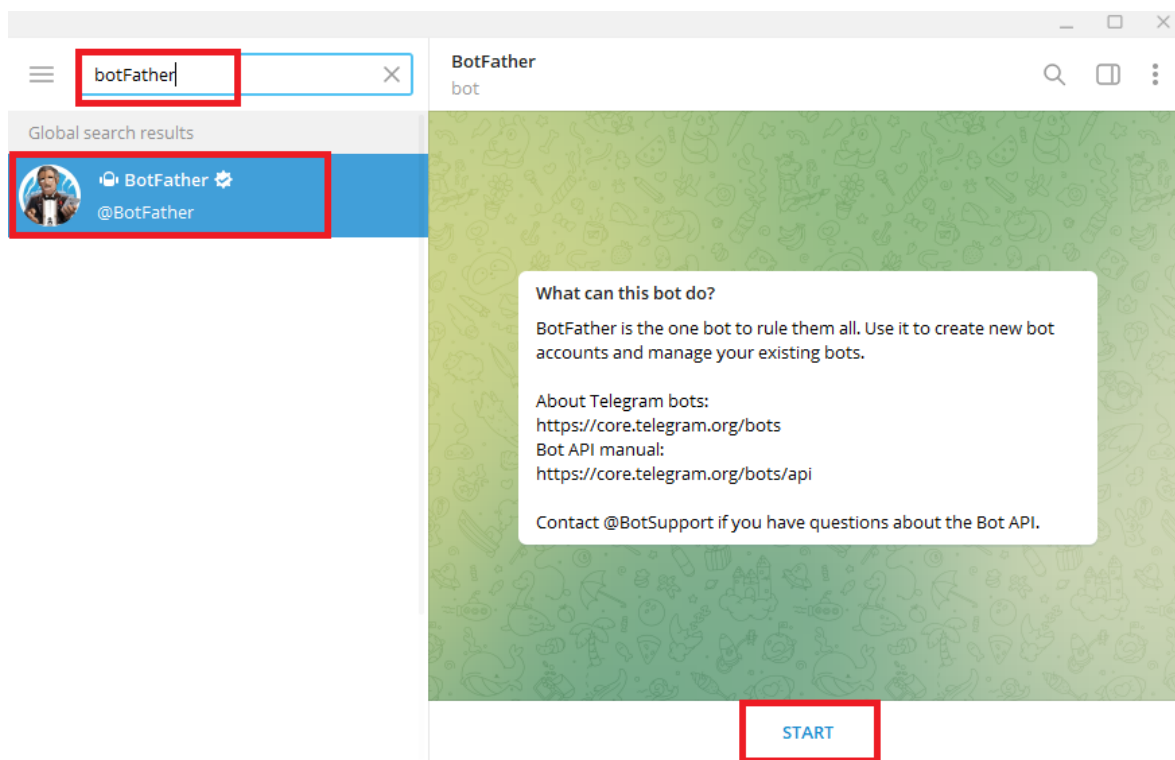 botFather
Global search results
BotFather
@BotFather
BotFather
bot
What can this bot do?
BotFather is the one bot to rule them all. Use it to create new bot
accounts and manage your existing bots.
About Telegram bots:
https://core.telegram.org/bots
Bot API manual:
https://core.telegram.org/bots/api
Contact @BotSupport if you have questions about the Bot API.
START